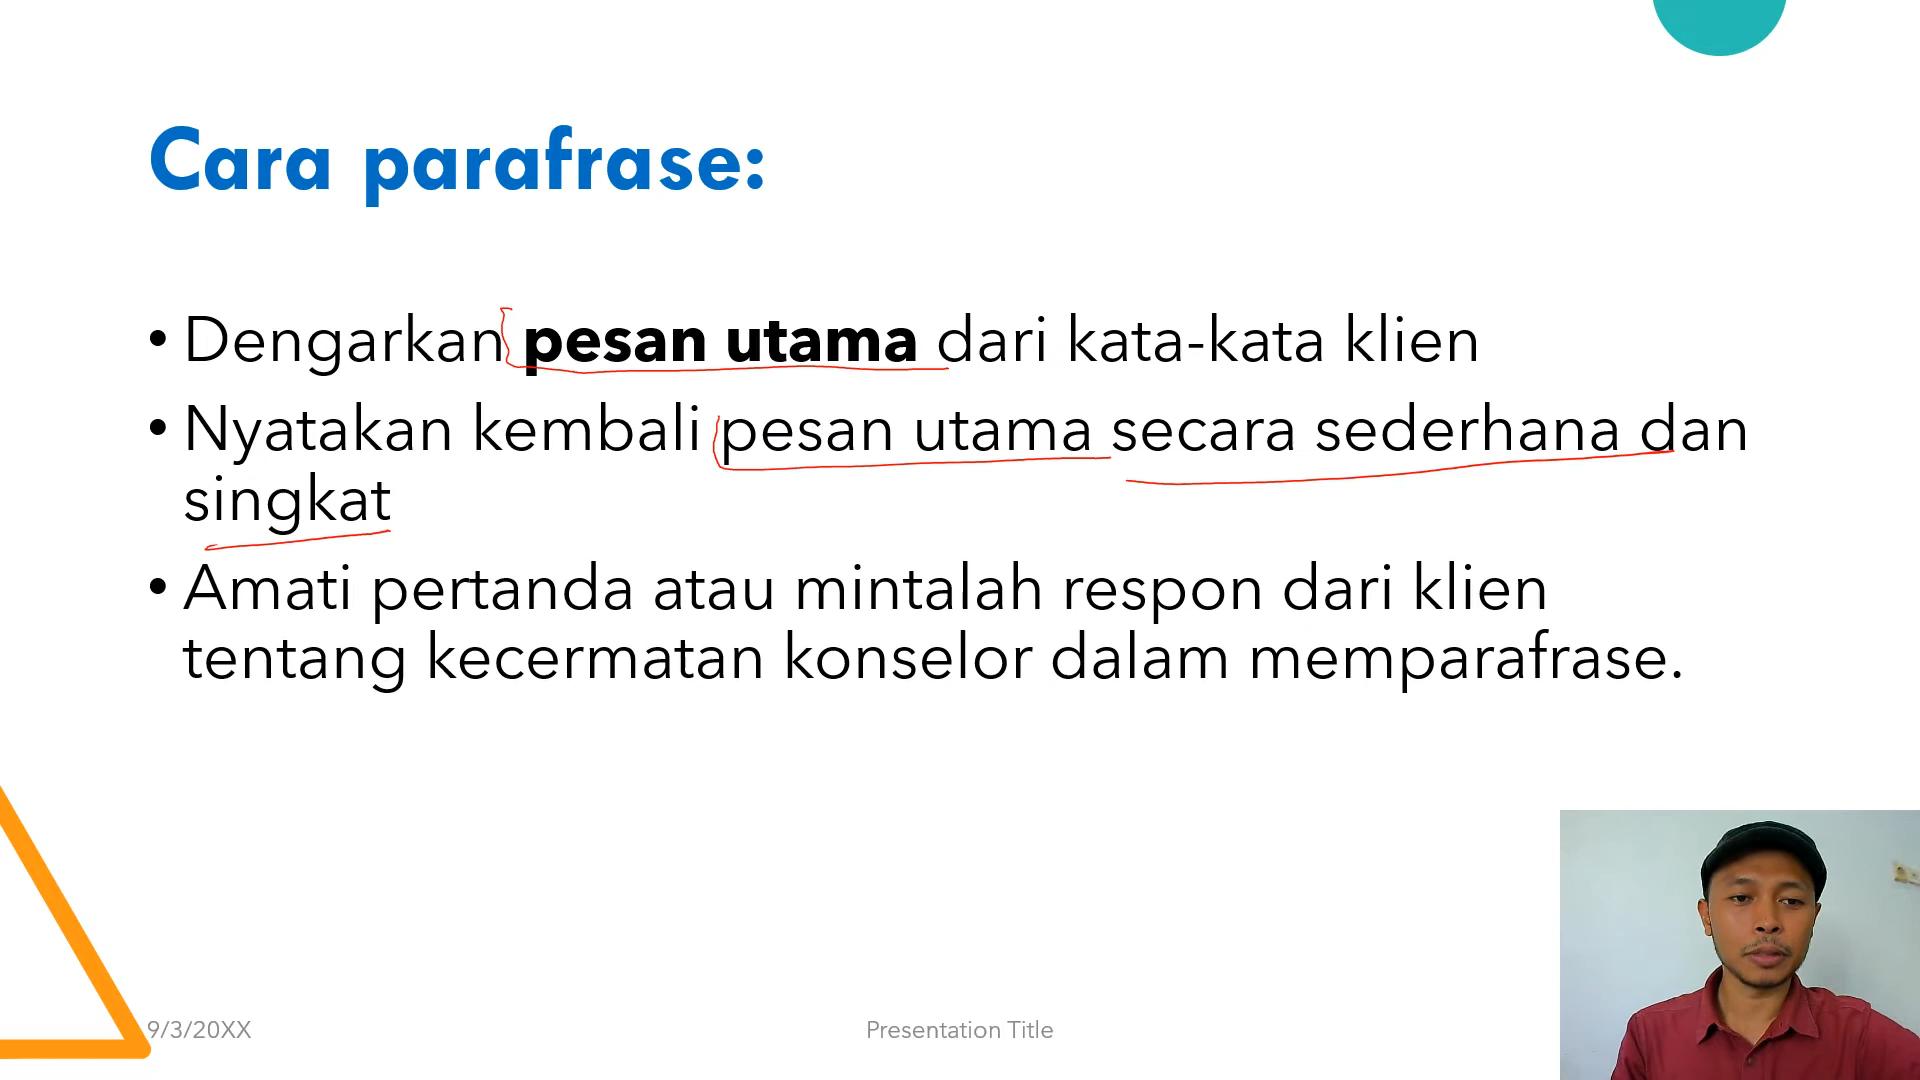 Cara parafrase:
• Dengarkan pesan utama dari kata-kata klien
• Nyatakan kembali pesan utama secara sederhana dan
singkat
• Amati pertanda atau mintalah respon dari klien
tentang kecermatan konselor dalam memparafrase.
9/3/20XX
Presentation Title